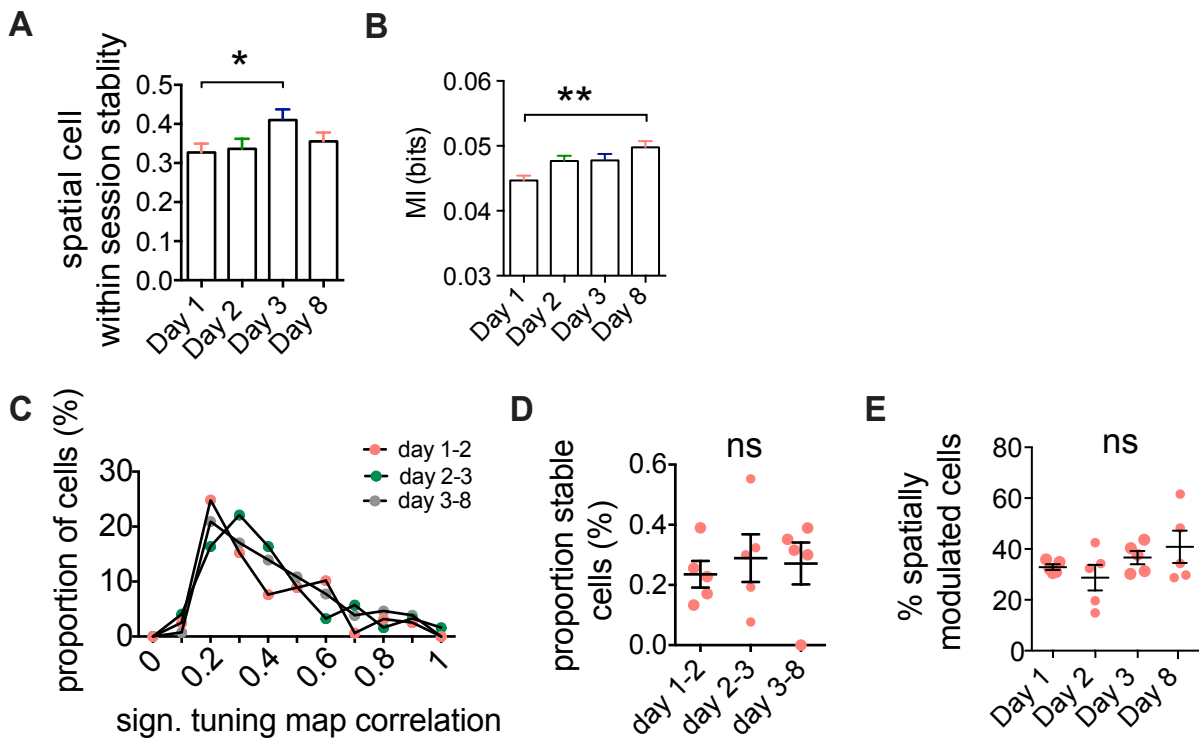 A
spatial cell
within session stablity
0.5
0.4
0.3
0.2
0.1
0.0
*
Day 1
Day 2
Day 3
Day 8
B
MI (bits)
0.06
0.05
0.04
0.03
**
Day 1
Day 2
Day 3
Day 8
C
proportion of cells (%)
30
20
10
0
day 1-2
day 2-3
day 3-8
0
0.2
0.4
0.6
0.8
1
sign. tuning map correlation
D
proportion stable
cells (%)
ns
0.6
0.4
0.2
0.0
day 1-2
day 2-3
day 3-8
E
% spatially
modulated cells
ns
80
60
40
20
0
Day 1
Day 2
Day 3
Day 8